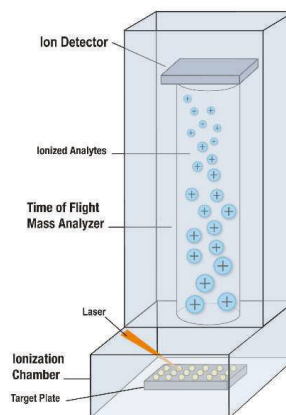 Ion Detector
Ionized Analytes
Time of Flight
Mass Analyzer
Laser
Ionization
Chamber
Target Plate